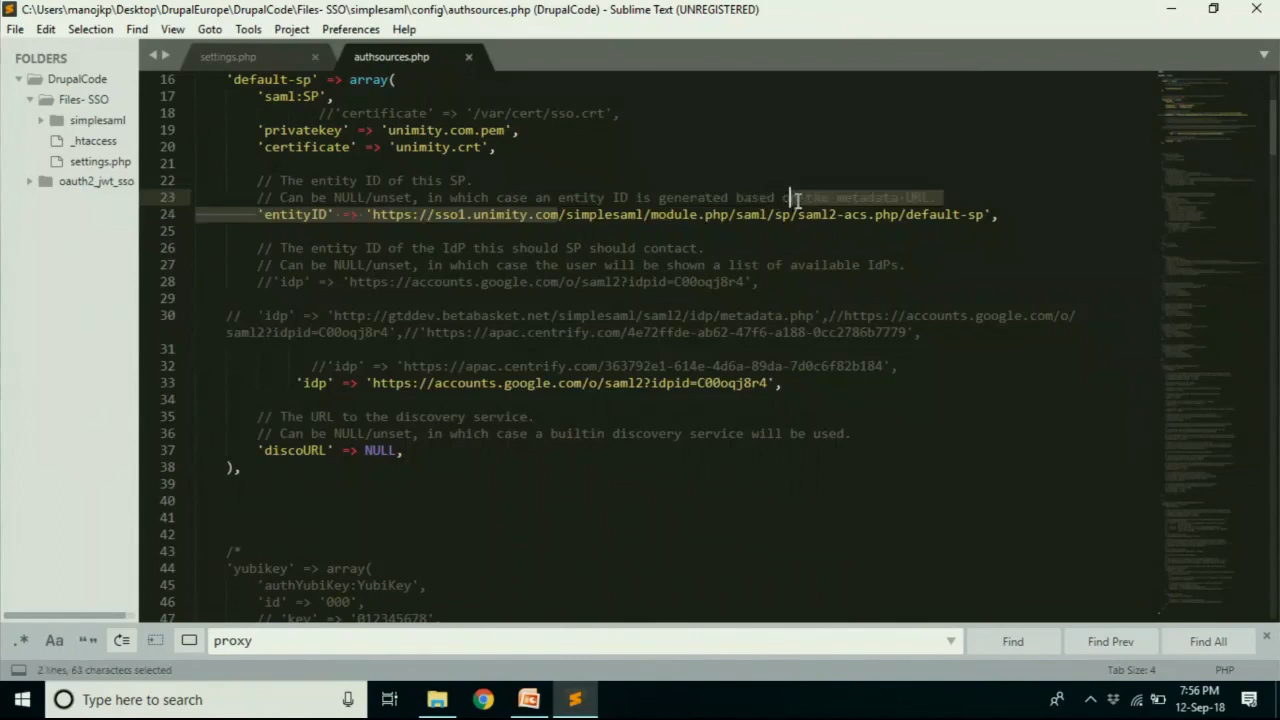 C:\Users\manojkp\Desktop\DrupalEurope\DrupalCode\Files- SSO\simplesaml\config\authsources.php (DrupalCode) - Sublime Text (UNREGISTERED)
File Edit Selection Find View Goto Tools Project Preferences Help
FOLDERS
DrupalCode
Files- SSO
simplesaml
_htaccess
settings.php
oauth2_jwt_sso
settings.php × authsources.php ×
16 'default-sp' => array(
17 'saml:SP',
18 //'certificate' => '/var/cert/sso.crt',
19 'privatekey' => 'unimity.com.pem',
20 'certificate' => 'unimity.crt',
21
22 // The entity ID of this SP.
23 // Can be NULL/unset, in which case an entity ID is generated based on the metadata URL.
24 'entityID' => 'https://sso1.unimity.com/simplesaml/module.php/saml/sp/saml2-acs.php/default-sp',
25
26 // The entity ID of the IdP this should SP should contact.
27 // Can be NULL/unset, in which case the user will be shown a list of available IdPs.
28 //'idp' => 'https://accounts.google.com/o/saml2?idpid=C00oqj8r4',
29
30 // 'idp' => 'http://gtddev.betabasket.net/simplesaml/saml2/idp/metadata.php',//https://accounts.google.com/o/
saml2?idpid=C00oqj8r4',//'https://apac.centrify.com/4e72ffde-ab62-47f6-a188-0cc2786b7779',
31
32 //'idp' => 'https://apac.centrify.com/363792e1-614e-4d6a-89da-7d0c6f82b184',
33 'idp' => 'https://accounts.google.com/o/saml2?idpid=C00oqj8r4',
34
35 // The URL to the discovery service.
36 // Can be NULL/unset, in which case a builtin discovery service will be used.
37 'discoURL' => NULL,
38 ),
39
40
41
42
43 /*
44 'yubikey' => array(
45 'authYubiKey:YubiKey',
46 'id' => '000',
47 // 'key' => '012345678',
.* Aa “” proxy Find Find Prev Find All ×
2 lines, 63 characters selected Tab Size: 4 PHP
Type here to search
7:56 PM
12-Sep-18